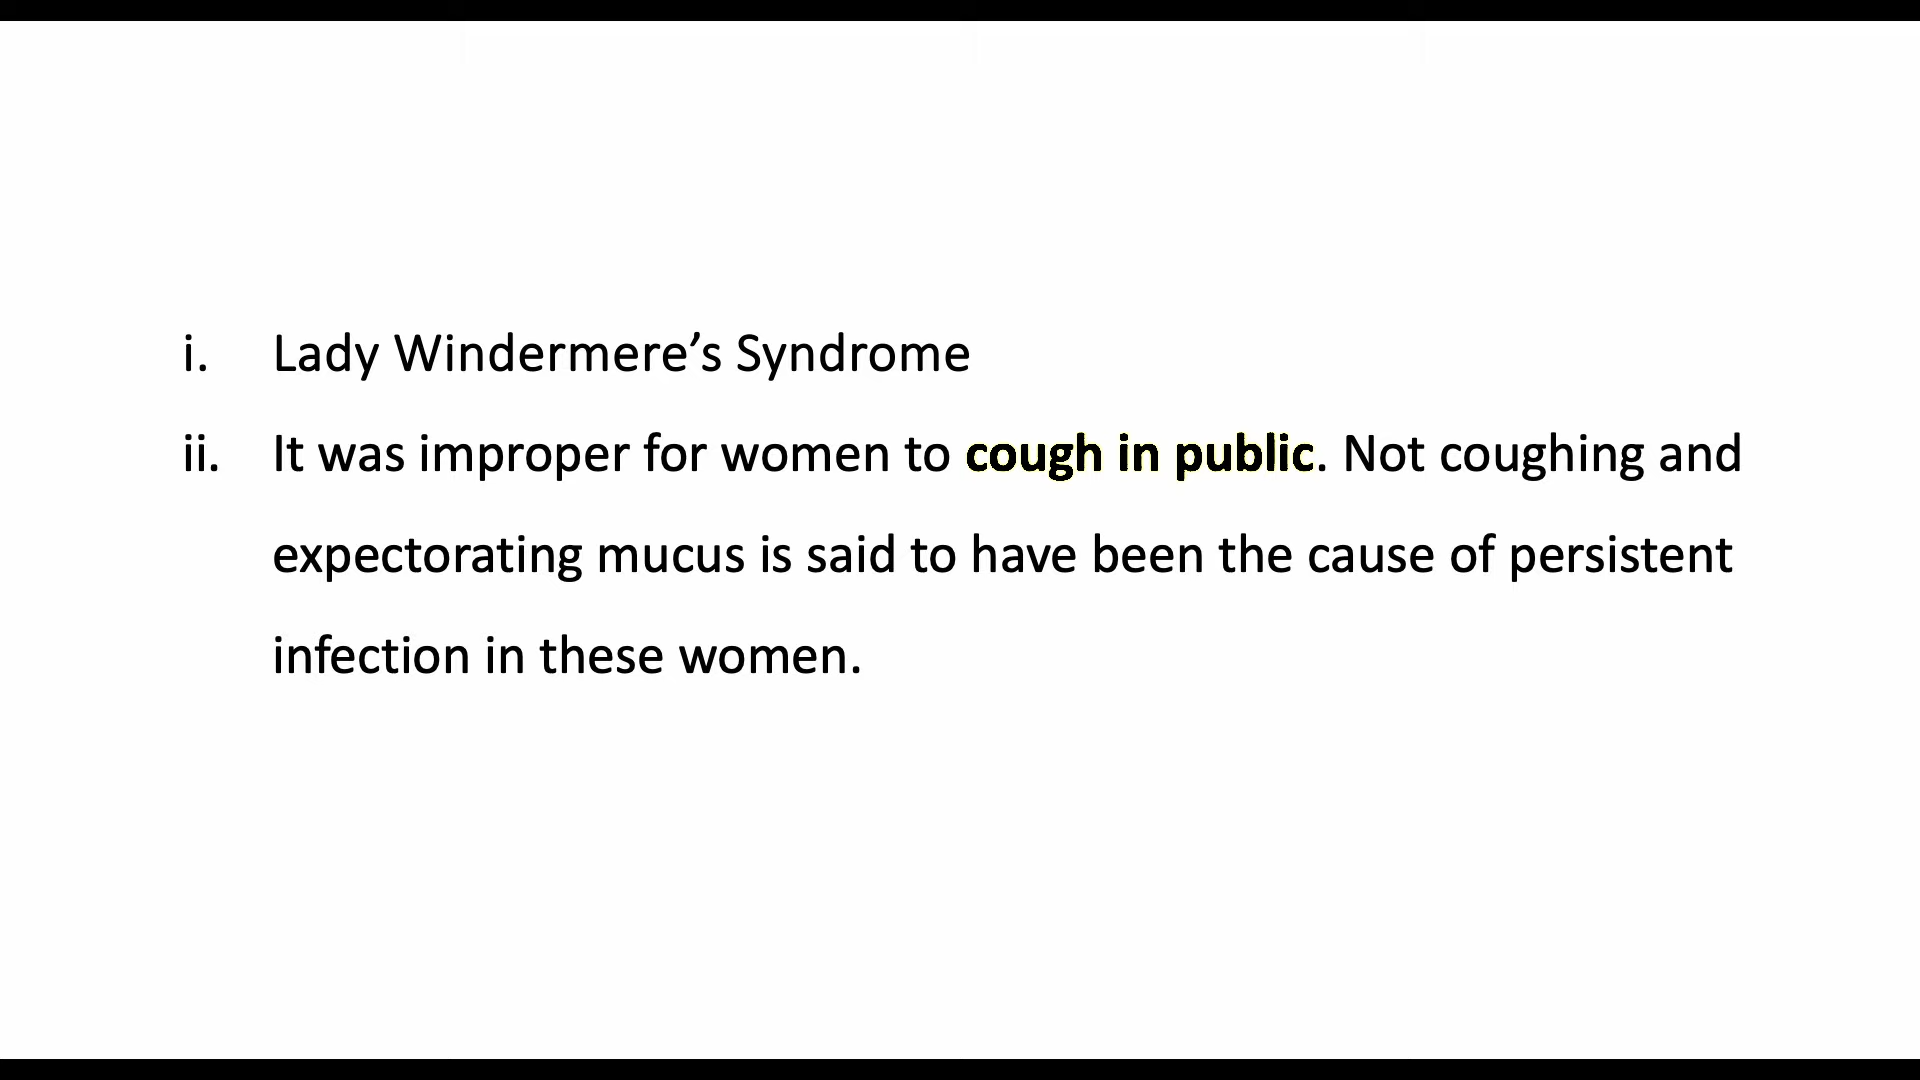 i. Lady Windermere’s Syndrome
ii. It was improper for women to cough in public. Not coughing and
expectorating mucus is said to have been the cause of persistent
infection in these women.